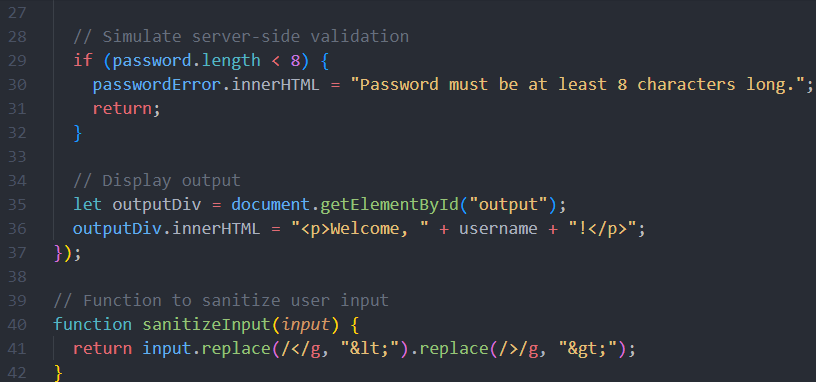 27
28 // Simulate server-side validation
29 if (password.length < 8) {
30 passwordError.innerHTML = "Password must be at least 8 characters long.";
31 return;
32 }
33
34 // Display output
35 let outputDiv = document.getElementById("output");
36 outputDiv.innerHTML = "<p>Welcome, " + username + "!</p>";
37 });
38
39 // Function to sanitize user input
40 function sanitizeInput(input) {
41 return input.replace(/</g, "&lt;").replace(/>/g, "&gt;");
42 }